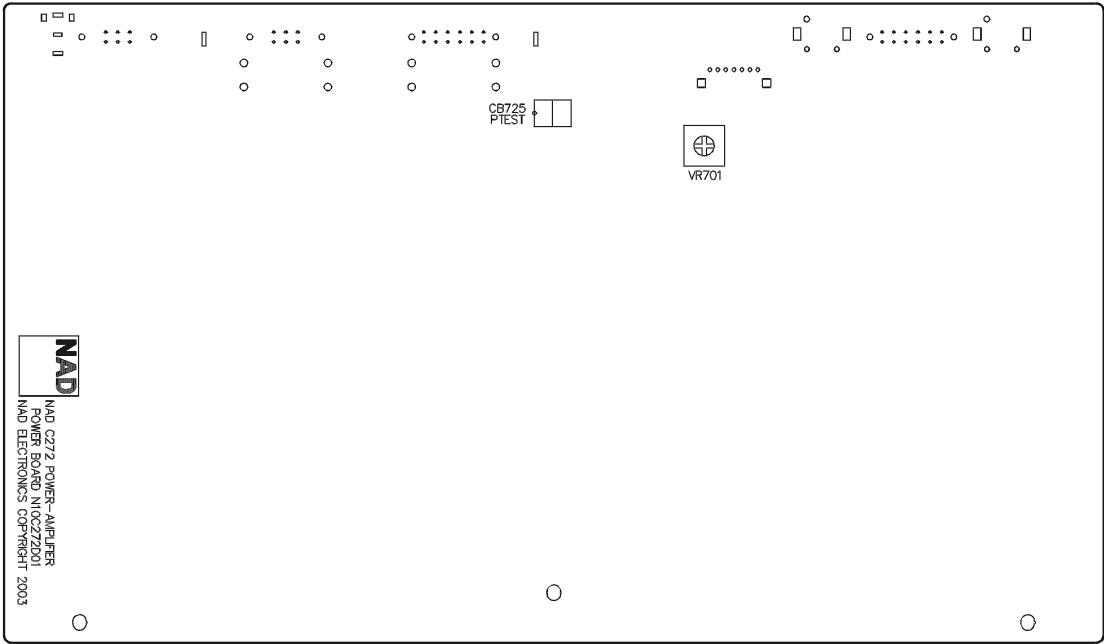 CB725
PTEST
VR701
NAD
NAD C272 POWER-AMPLIFIER
POWER BOARD N10C272D01
NAD ELECTRONICS COPYRIGHT 2003